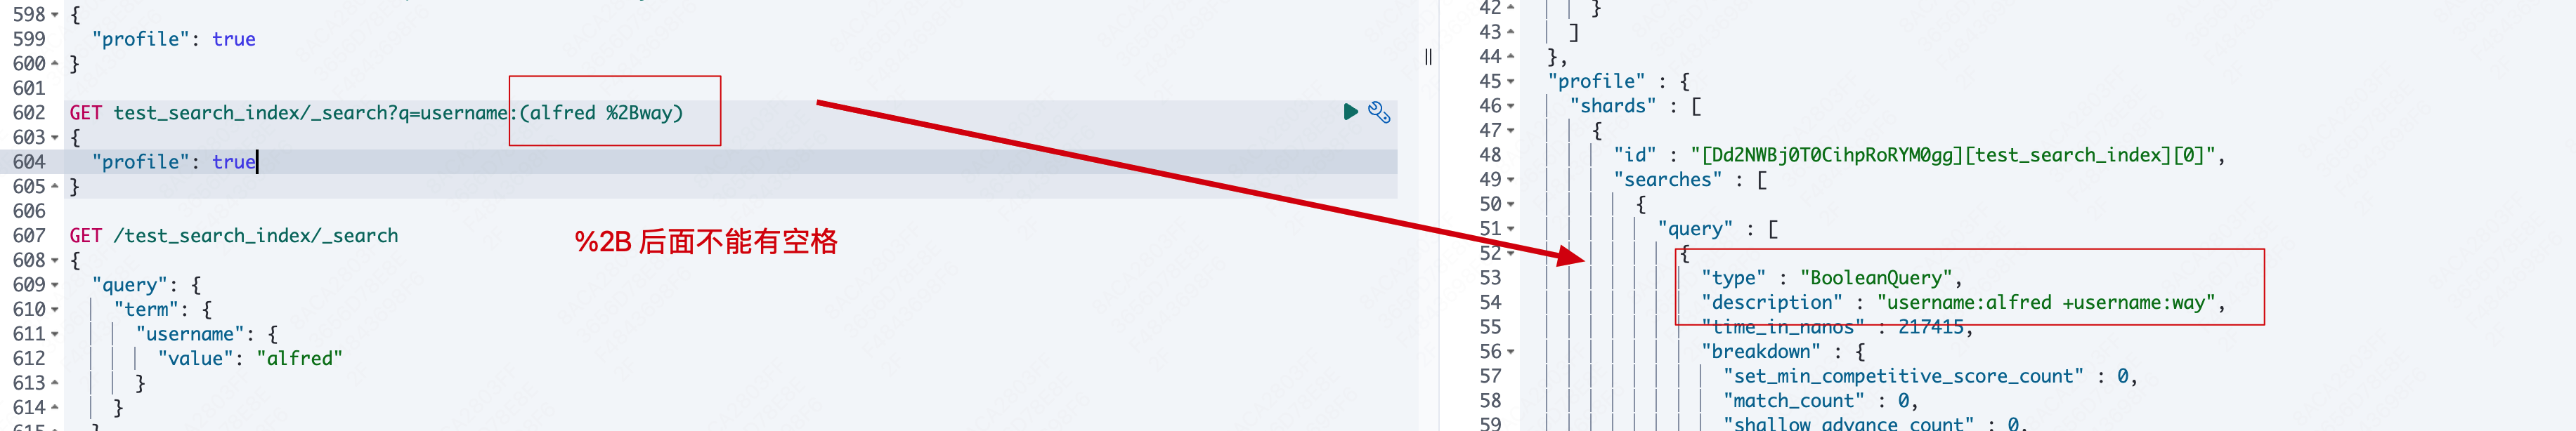 598 {
599 "profile": true
600 }
601
602 GET test_search_index/_search?q=username:(alfred %2Bway)
603 {
604 "profile": true
605 }
606
607 GET /test_search_index/_search
608 {
609 "query": {
610 "term": {
611 "username": {
612 "value": "alfred"
613 }
614 }
615 }
%2B 后面不能有空格
42 }
43 ]
44 },
45 "profile" : {
46 "shards" : [
47 {
48 "id" : "[Dd2NWBj0T0CihpRoRYM0gg][test_search_index][0]",
49 "searches" : [
50 {
51 "query" : [
52 {
53 "type" : "BooleanQuery",
54 "description" : "username:alfred +username:way",
55 "time_in_nanos" : 217415,
56 "breakdown" : {
57 "set_min_competitive_score_count" : 0,
58 "match_count" : 0,
59 "shallow_advance_count" : 0,